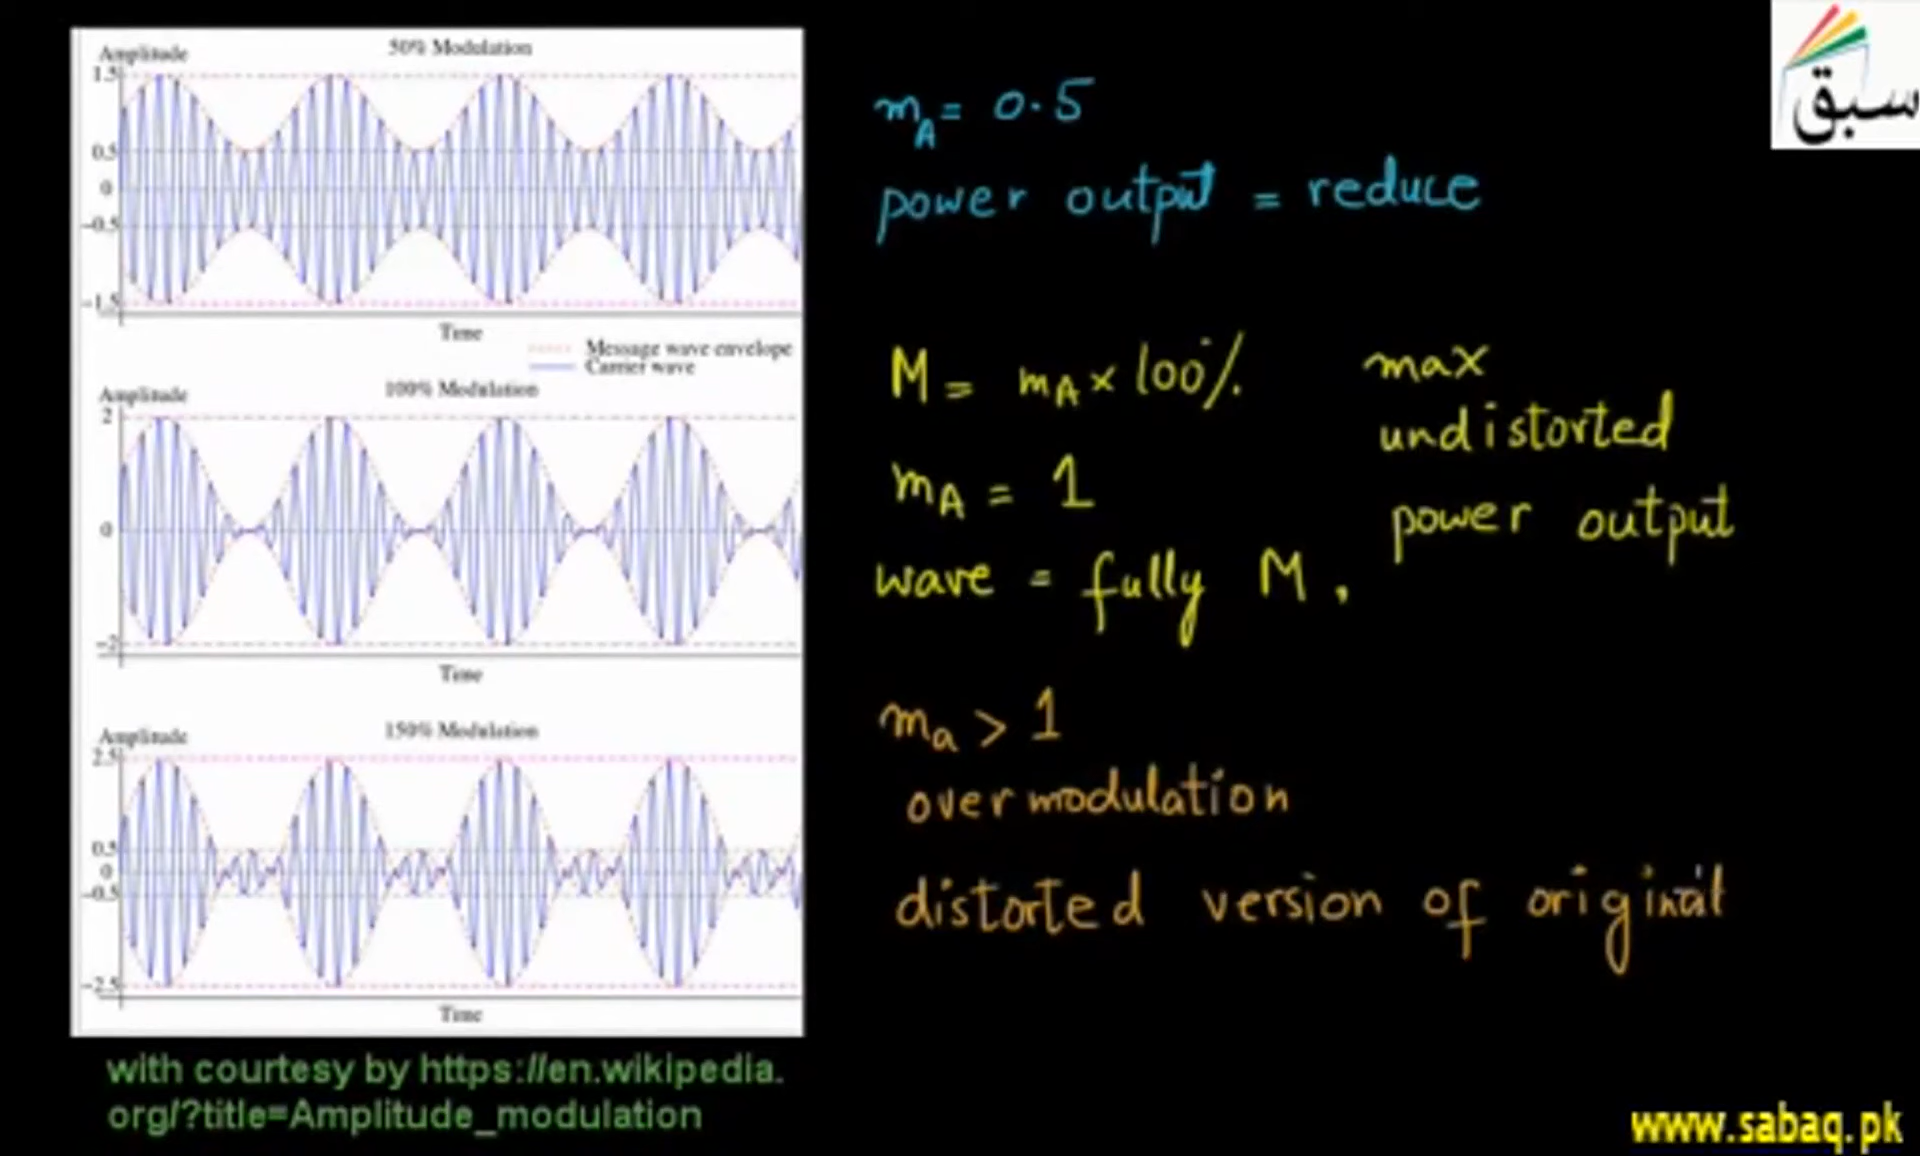 50% Modulation
Amplitude
1.5
0.5
0
-0.5
-1.5
Time
Message wave envelope
Carrier wave
100% Modulation
Amplitude
2
0
-2
Time
150% Modulation
Amplitude
2.5
0.5
0
-0.5
-2.5
Time
with courtesy by https://en.wikipedia.
org/?title=Amplitude_modulation
mA = 0.5
power output = reduce
M = mA × 100%
mA = 1
wave = fully M.
max
undistorted
power output
ma > 1
over modulation
distorted version of original
سبق
www.sabaq.pk